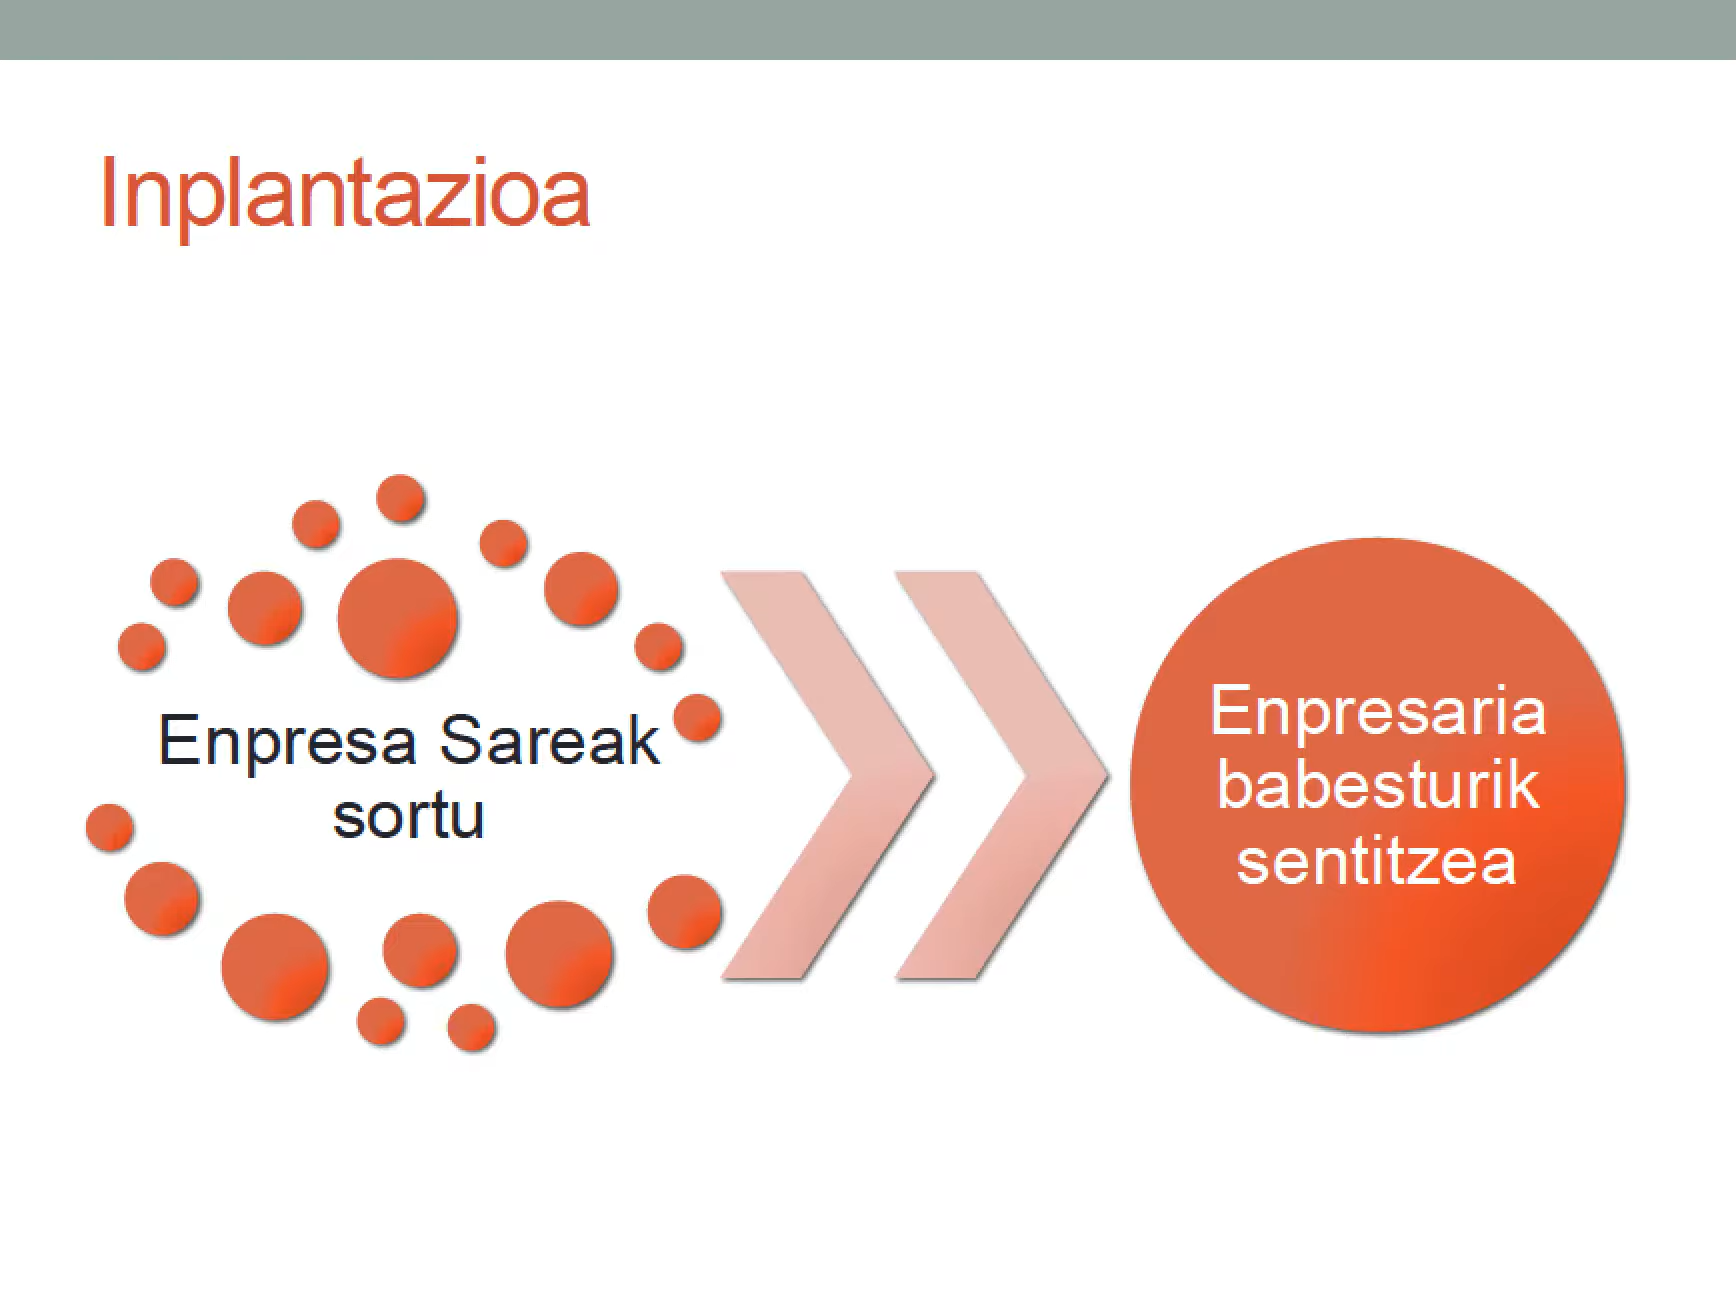 Inplantazioa
Enpresa Sareak
sortu
Enpresaria
babesturik
sentitzea